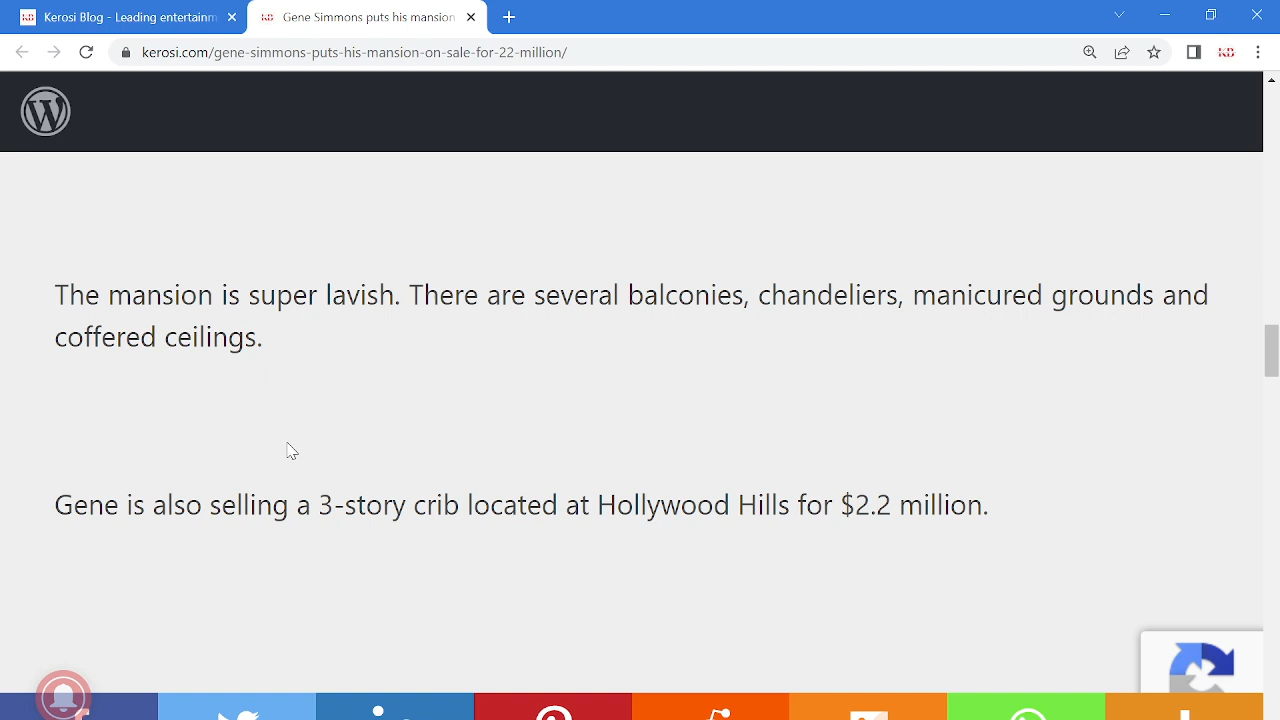 Kerosi Blog - Leading entertainm
Gene Simmons puts his mansion
kerosi.com/gene-simmons-puts-his-mansion-on-sale-for-22-million/
KD
The mansion is super lavish. There are several balconies, chandeliers, manicured grounds and
coffered ceilings.
Gene is also selling a 3-story crib located at Hollywood Hills for $2.2 million.